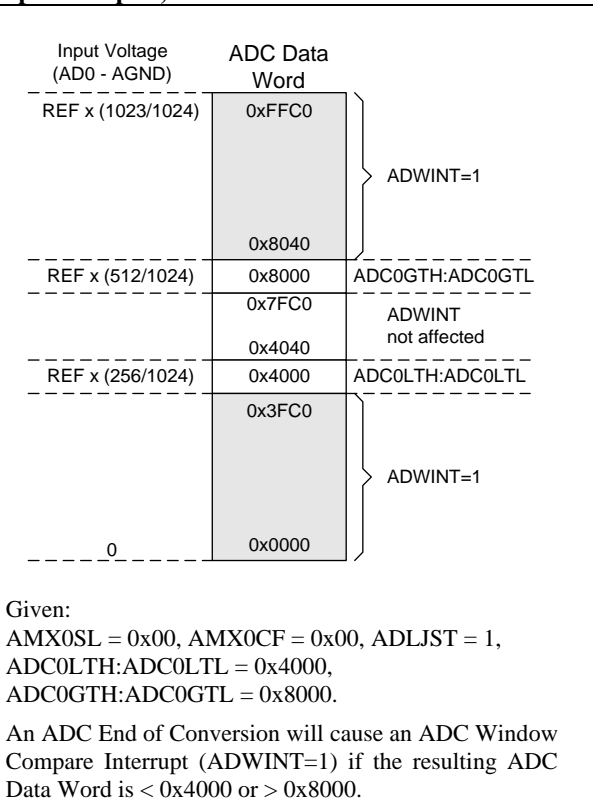 Input Voltage
(AD0 - AGND)
ADC Data
Word
REF x (1023/1024)
0xFFC0
ADWINT=1
0x8040
REF x (512/1024)
0x8000
ADC0GTH:ADC0GTL
0x7FC0
ADWINT
not affected
0x4040
REF x (256/1024)
0x4000
ADC0LTH:ADC0LTL
0x3FC0
ADWINT=1
0
0x0000
Given:
AMX0SL = 0x00, AMX0CF = 0x00, ADLJST = 1,
ADC0LTH:ADC0LTL = 0x4000,
ADC0GTH:ADC0GTL = 0x8000.
An ADC End of Conversion will cause an ADC Window
Compare Interrupt (ADWINT=1) if the resulting ADC
Data Word is < 0x4000 or > 0x8000.